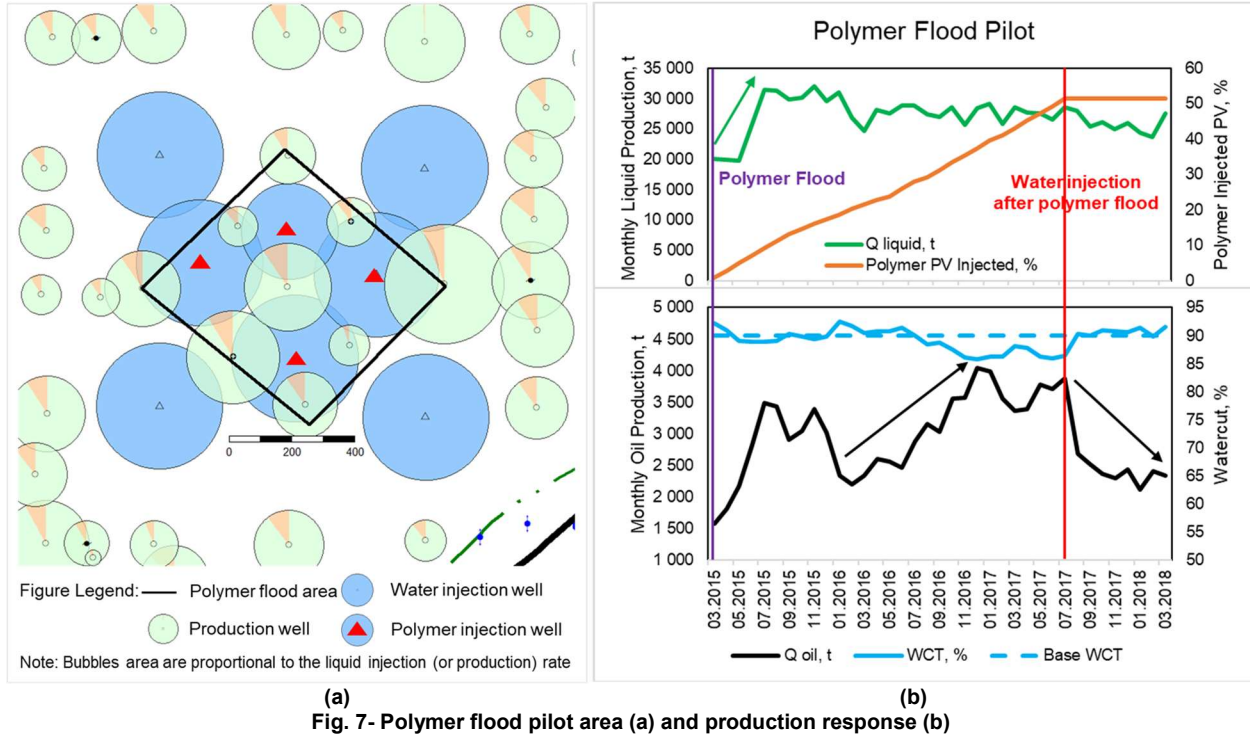 0 200 400
Figure Legend: Polymer flood area Water injection well
Production well Polymer injection well
Note: Bubbles area are proportional to the liquid injection (or production) rate
(a)
Polymer Flood Pilot
Monthly Liquid Production, t
35 000
30 000
25 000
20 000
15 000
10 000
5 000
0
Polymer Flood
Water injection
after polymer flood
Q liquid, t
Polymer PV Injected, %
60
50
40
30
20
10
0
Polymer Injected PV, %
Monthly Oil Production, t
5 000
4 500
4 000
3 500
3 000
2 500
2 000
1 500
1 000
95
90
85
80
75
70
65
60
55
50
Watercut, %
03.2015
05.2015
07.2015
09.2015
11.2015
01.2016
03.2016
05.2016
07.2016
09.2016
11.2016
01.2017
03.2017
05.2017
07.2017
09.2017
11.2017
01.2018
03.2018
Q oil, t WCT, % Base WCT
(b)
Fig. 7- Polymer flood pilot area (a) and production response (b)